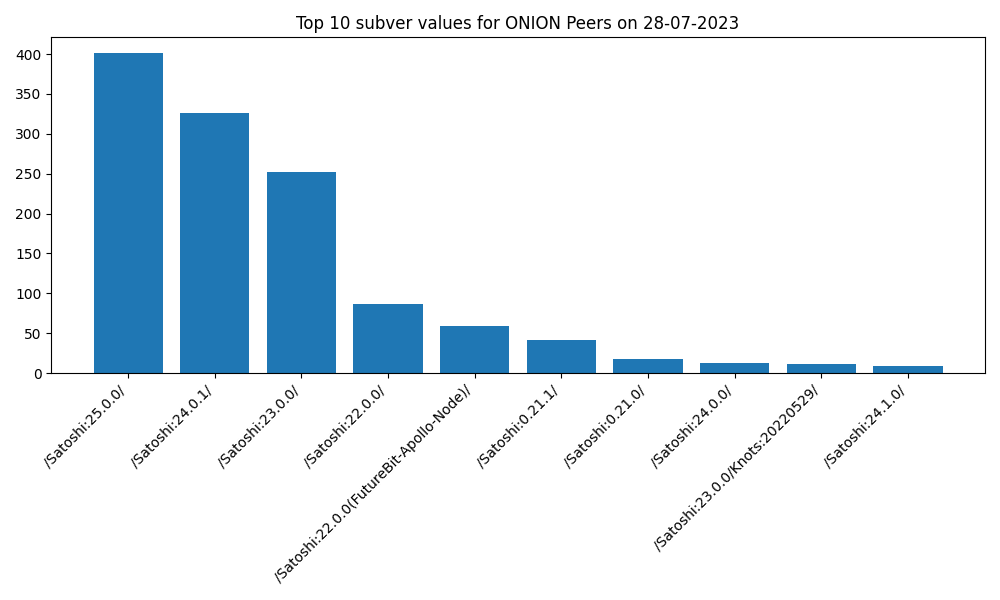 Top 10 subver values for ONION Peers on 28-07-2023
400
350
300
250
200
150
100
50
0
/Satoshi:25.0.0/
/Satoshi:24.0.1/
/Satoshi:23.0.0/
/Satoshi:22.0.0/
/Satoshi:22.0.0(FutureBit-Apollo-Node)/
/Satoshi:0.21.1/
/Satoshi:0.21.0/
/Satoshi:24.0.0/
/Satoshi:23.0.0/Knots:20220529/
/Satoshi:24.1.0/